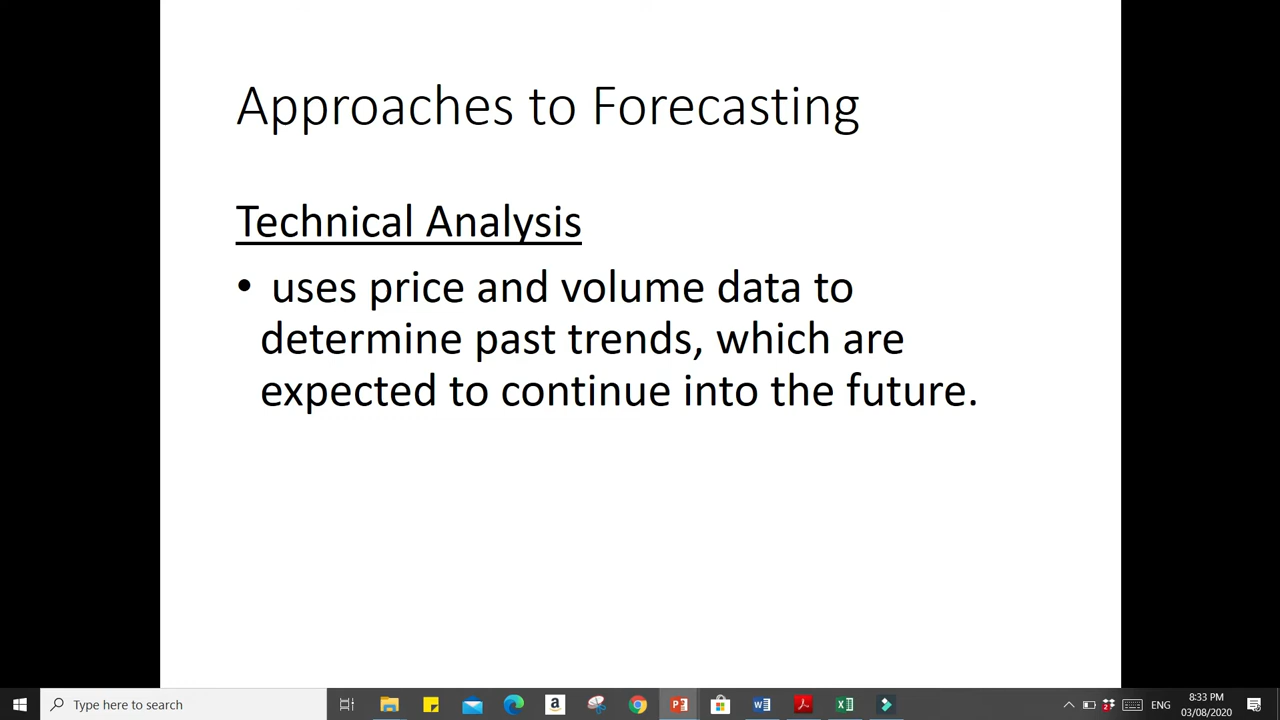 Approaches to Forecasting
Technical Analysis
• uses price and volume data to
determine past trends, which are
expected to continue into the future.
Type here to search
ENG
8:33 PM
03/08/2020